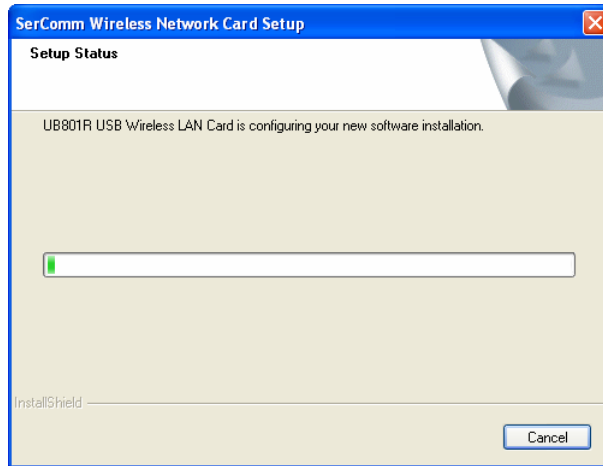 SerComm Wireless Network Card Setup
Setup Status
UB801R USB Wireless LAN Card is configuring your new software installation.
InstallShield
Cancel